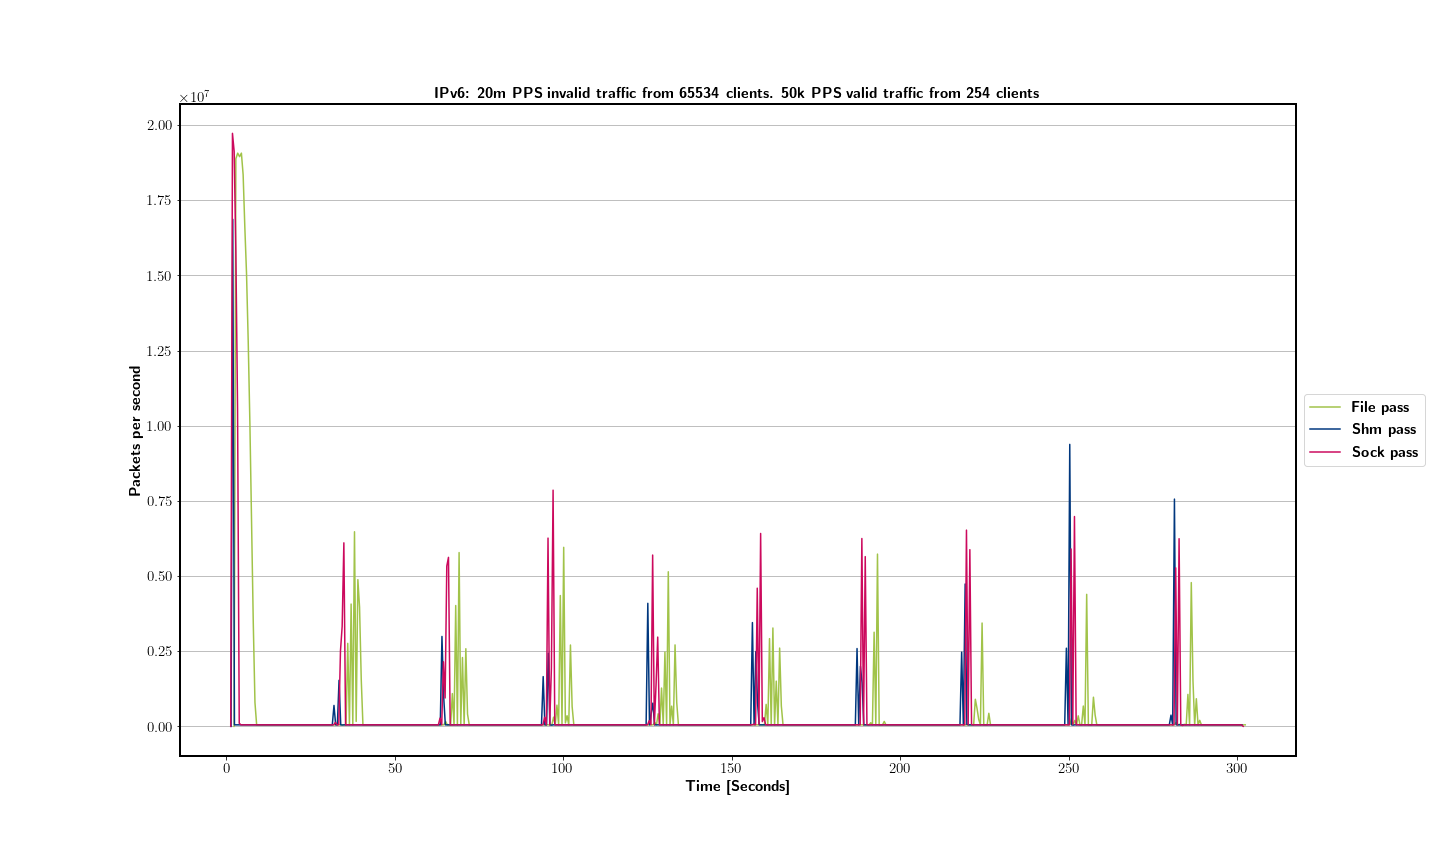 IPv6: 20m PPS invalid traffic from 65534 clients. 50k PPS valid traffic from 254 clients
×10⁷
2.00
1.75
1.50
1.25
1.00
0.75
0.50
0.25
0.00
Packets per second
0 50 100 150 200 250 300
Time [Seconds]
File pass
Shm pass
Sock pass